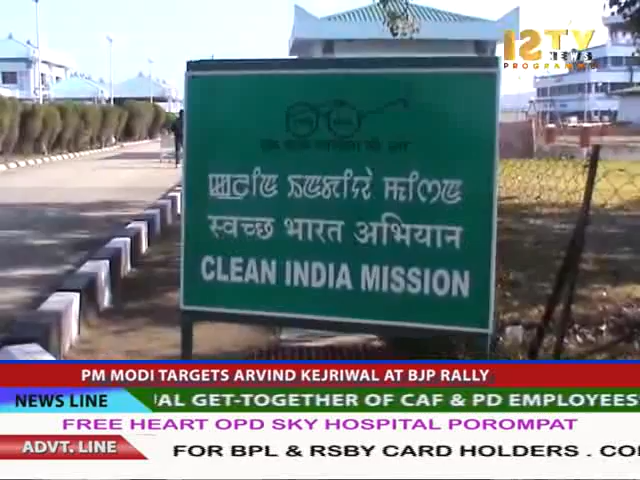 ISTV
NEWS
PROGRAMME
स्वच्छ भारत अभियान
CLEAN INDIA MISSION
PM MODI TARGETS ARVIND KEJRIWAL AT BJP RALLY
NEWS LINE
JAL GET-TOGETHER OF CAF & PD EMPLOYEES'
FREE HEART OPD SKY HOSPITAL POROMPAT
ADVT. LINE
FOR BPL & RSBY CARD HOLDERS . CO